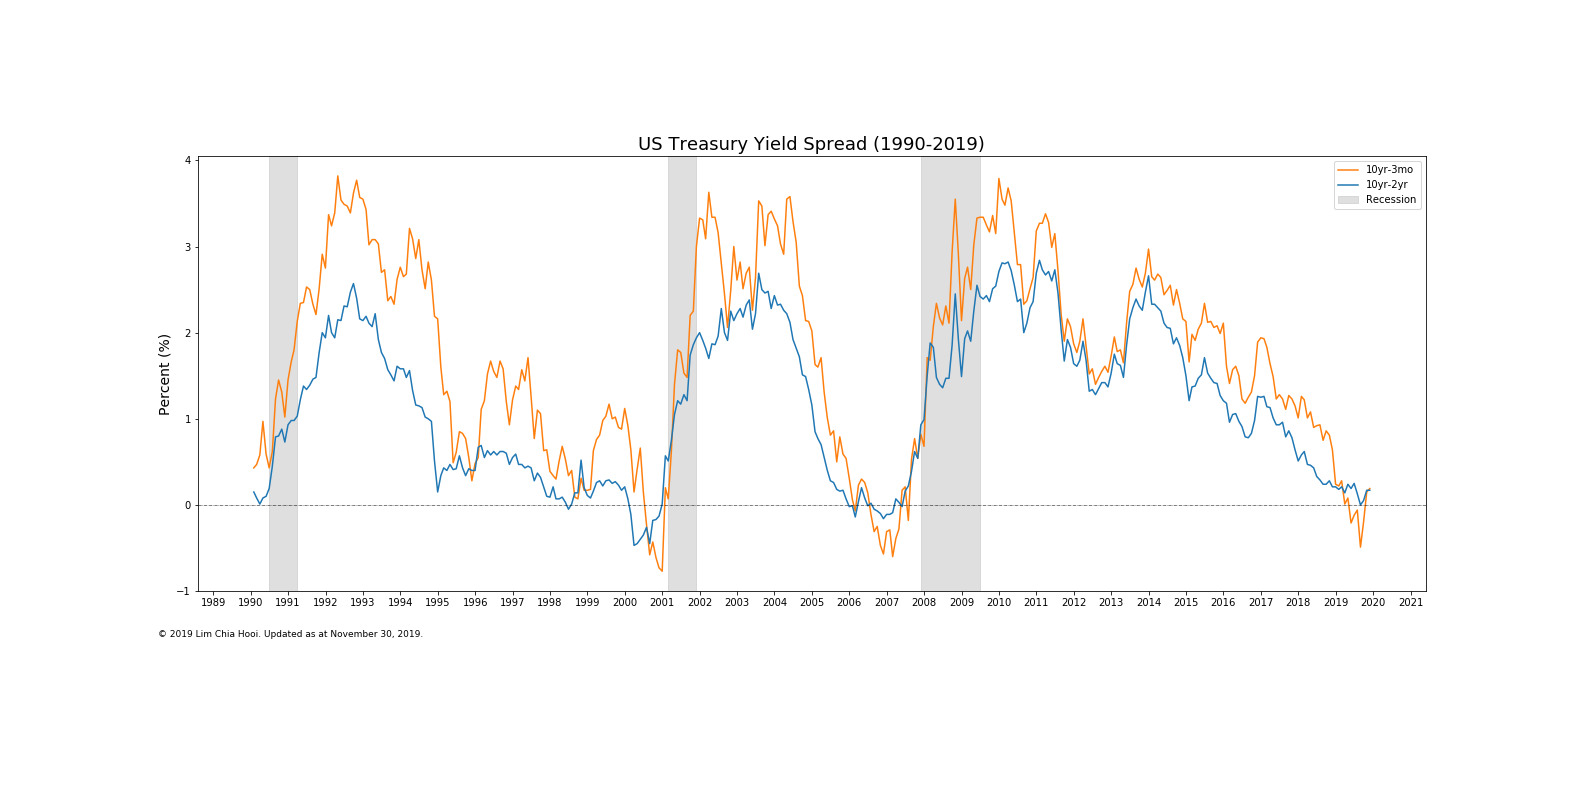 US Treasury Yield Spread (1990-2019)
10yr-3mo
10yr-2yr
Recession
Percent (%)
4
3
2
1
0
−1
1989 1990 1991 1992 1993 1994 1995 1996 1997 1998 1999 2000 2001 2002 2003 2004 2005 2006 2007 2008 2009 2010 2011 2012 2013 2014 2015 2016 2017 2018 2019 2020 2021
© 2019 Lim Chia Hooi. Updated as at November 30, 2019.